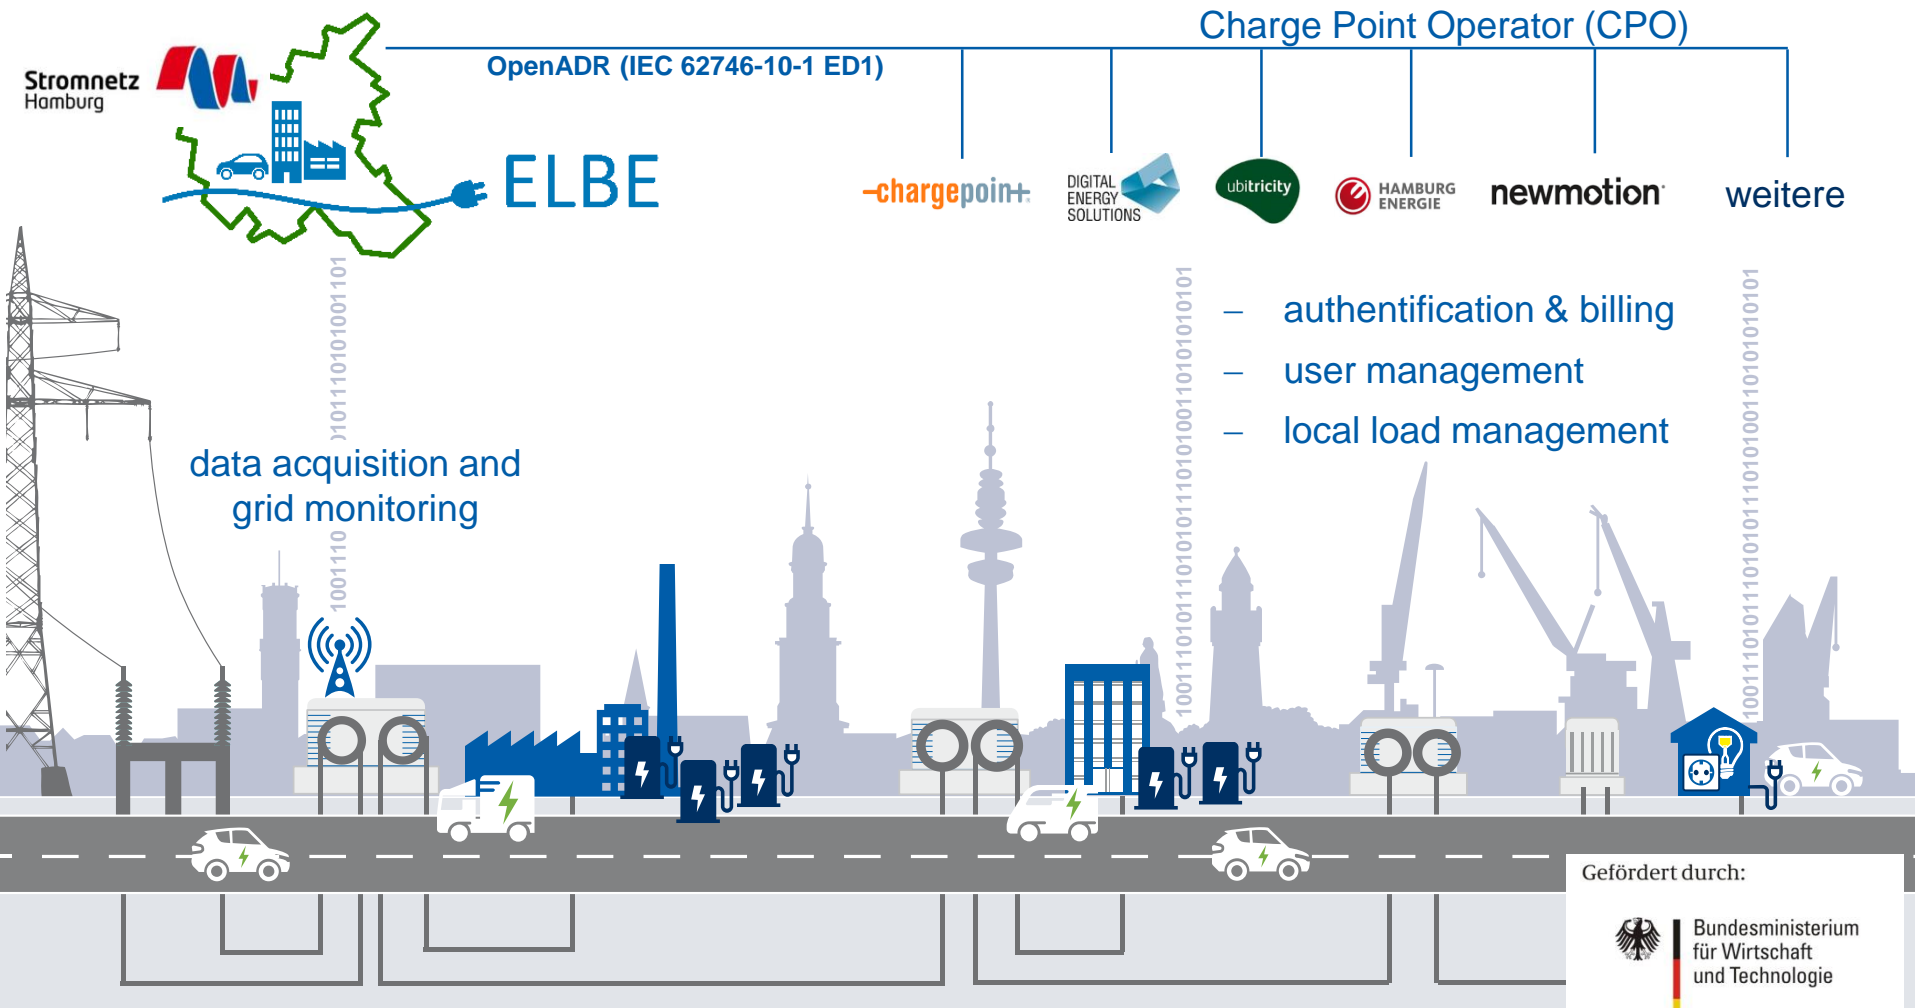 Charge Point Operator (CPO)
Stromnetz
Hamburg
OpenADR (IEC 62746-10-1 ED1)
ELBE
chargepoin+
DIGITAL
ENERGY
SOLUTIONS
ubitricity
HAMBURG
ENERGIE
newmotion
weitere
– authentification & billing
– user management
– local load management
data acquisition and
grid monitoring
Gefördert durch:
Bundesministerium
für Wirtschaft
und Technologie